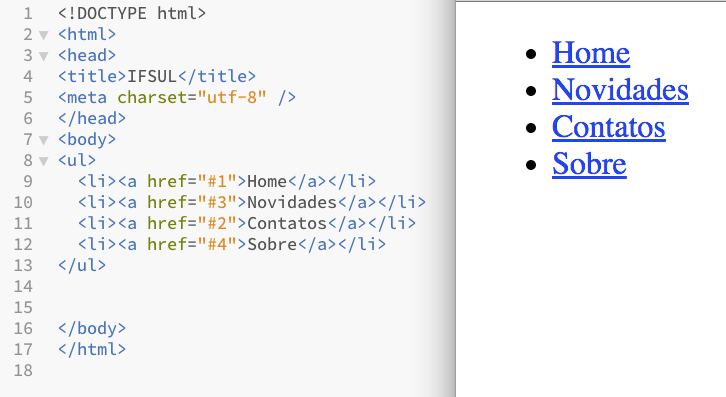 1 <!DOCTYPE html>
2 <html>
3 <head>
4 <title>IFSUL</title>
5 <meta charset="utf-8" />
6 </head>
7 <body>
8 <ul>
9 <li><a href="#1">Home</a></li>
10 <li><a href="#3">Novidades</a></li>
11 <li><a href="#2">Contatos</a></li>
12 <li><a href="#4">Sobre</a></li>
13 </ul>
14
15
16 </body>
17 </html>
18
Home
Novidades
Contatos
Sobre